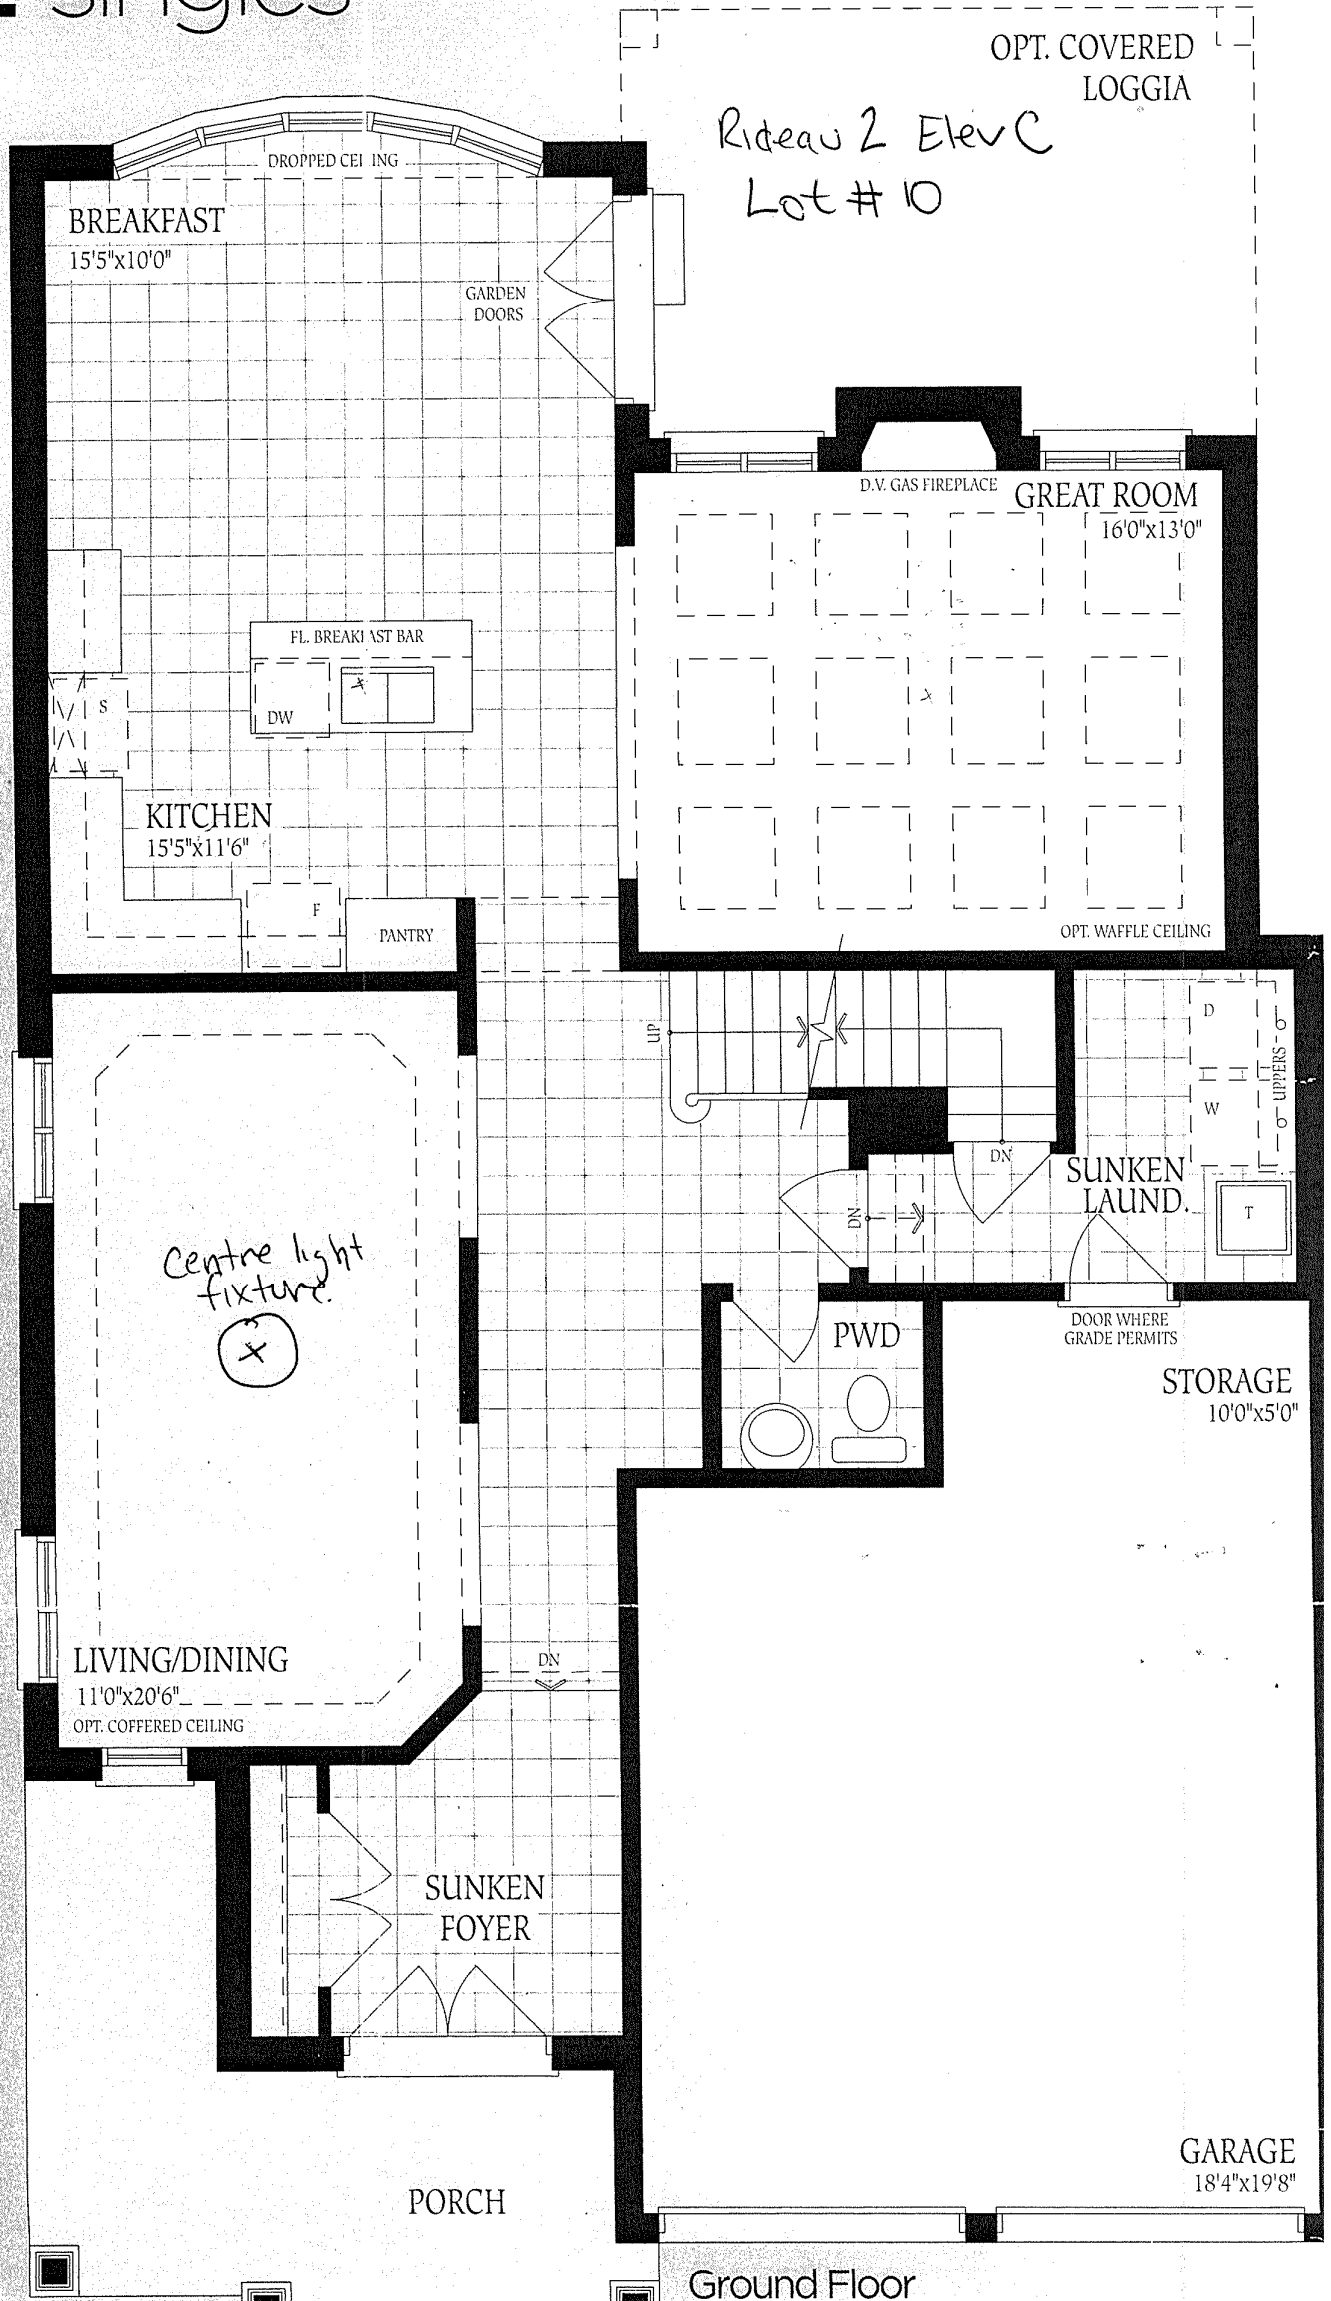 Singles
OPT. COVERED
LOGGIA
Rideau 2 Elev C
Lot # 10
DROPPED CEI ING
BREAKFAST
15'5"x10'0"
GARDEN
DOORS
D.V. GAS FIREPLACE
GREAT ROOM
16'0"x13'0"
FL. BREAKFAST BAR
S
DW
KITCHEN
15'5"x11'6"
F
PANTRY
OPT. WAFFLE CEILING
UP
D
UPPERS
W
DN
SUNKEN
LAUND.
DN
T
Centre light
fixture.
X
PWD
DOOR WHERE
GRADE PERMITS
STORAGE
10'0"x5'0"
LIVING/DINING
11'0"x20'6"
OPT. COFFERED CEILING
DN
SUNKEN
FOYER
GARAGE
18'4"x19'8"
PORCH
Ground Floor